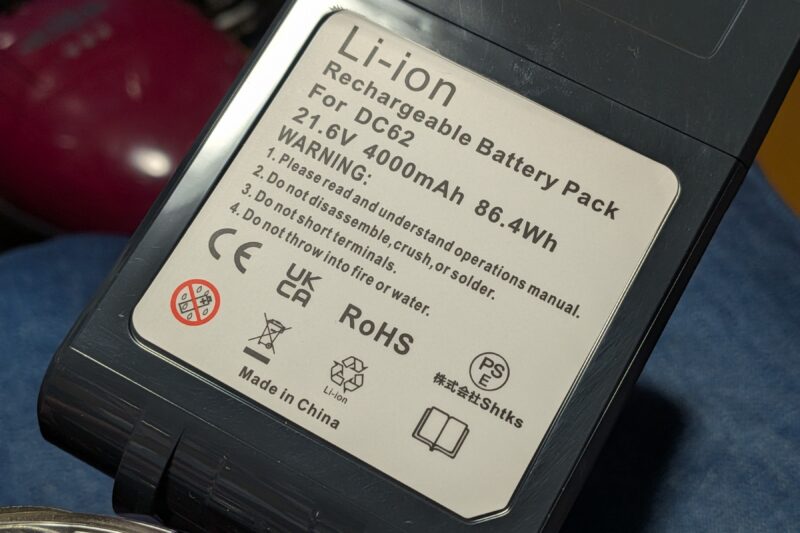 Li-ion
Rechargeable Battery Pack
For DC62
21.6V 4000mAh 86.4Wh
WARNING:
1. Please read and understand operations manual.
2. Do not disassemble, crush, or solder.
3. Do not short terminals.
4. Do not throw into fire or water.
CE
UK
CA
RoHS
PS
E
株式会社Shtks
Li-ion
Made in China